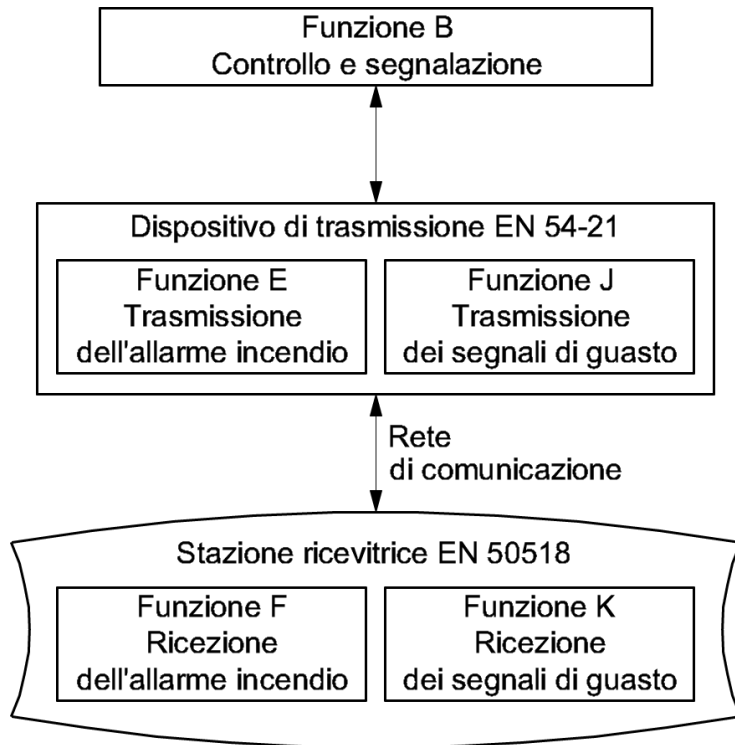 Funzione B
Controllo e segnalazione
Dispositivo di trasmissione EN 54-21
Funzione E
Trasmissione
dell'allarme incendio
Funzione J
Trasmissione
dei segnali di guasto
Rete
di comunicazione
Stazione ricevitrice EN 50518
Funzione F
Ricezione
dell'allarme incendio
Funzione K
Ricezione
dei segnali di guasto